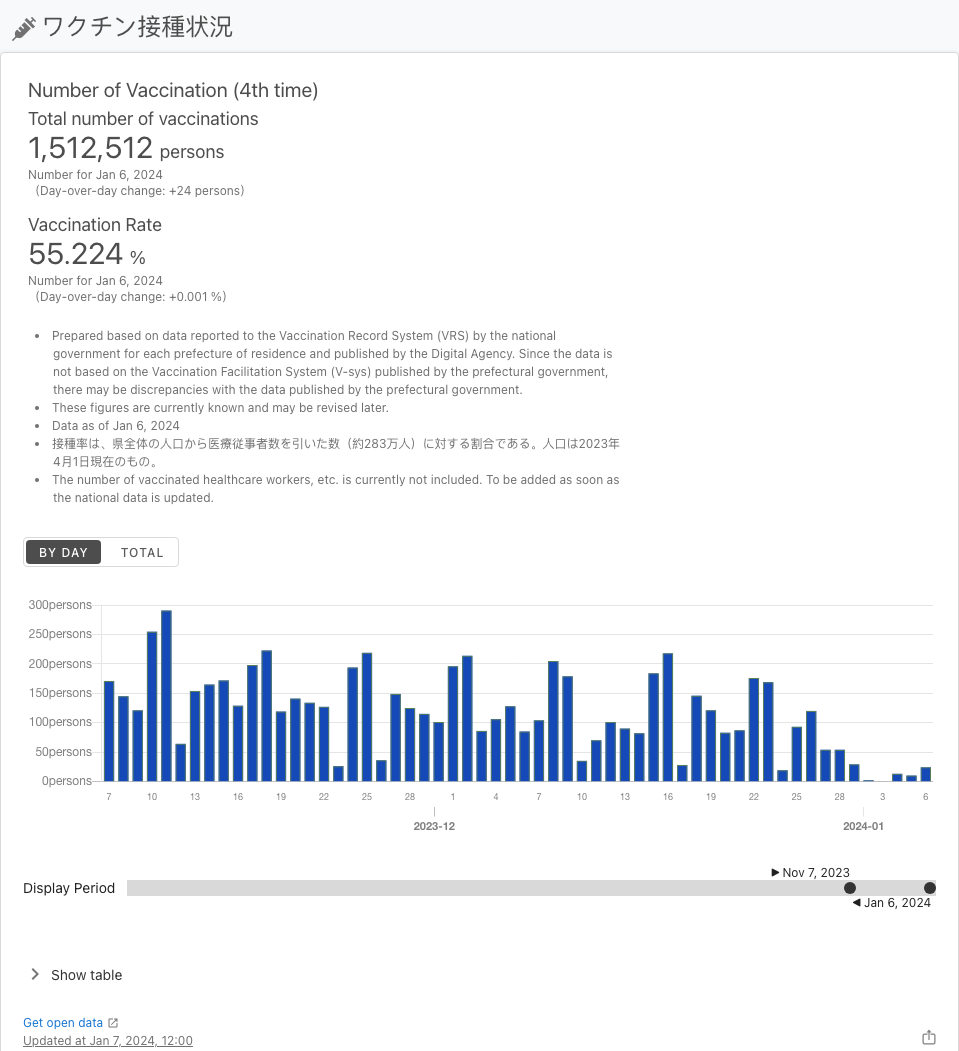 ワクチン接種状況
Number of Vaccination (4th time)
Total number of vaccinations
1,512,512 persons
Number for Jan 6, 2024
(Day-over-day change: +24 persons)
Vaccination Rate
55.224 %
Number for Jan 6, 2024
(Day-over-day change: +0.001 %)
• Prepared based on data reported to the Vaccination Record System (VRS) by the national
government for each prefecture of residence and published by the Digital Agency. Since the data is
not based on the Vaccination Facilitation System (V-sys) published by the prefectural government,
there may be discrepancies with the data published by the prefectural government.
• These figures are currently known and may be revised later.
• Data as of Jan 6, 2024
• 接種率は、県全体の人口から医療従事者数を引いた数（約283万人）に対する割合である。人口は2023年
4月1日現在のもの。
• The number of vaccinated healthcare workers, etc. is currently not included. To be added as soon as
the national data is updated.
BY DAY TOTAL
300persons
250persons
200persons
150persons
100persons
50persons
0persons
7 10 13 16 19 22 25 28 1 4 7 10 13 16 19 22 25 28 3 6
2023-12 2024-01
Nov 7, 2023
Display Period
Jan 6, 2024
Show table
Get open data
Updated at Jan 7, 2024, 12:00